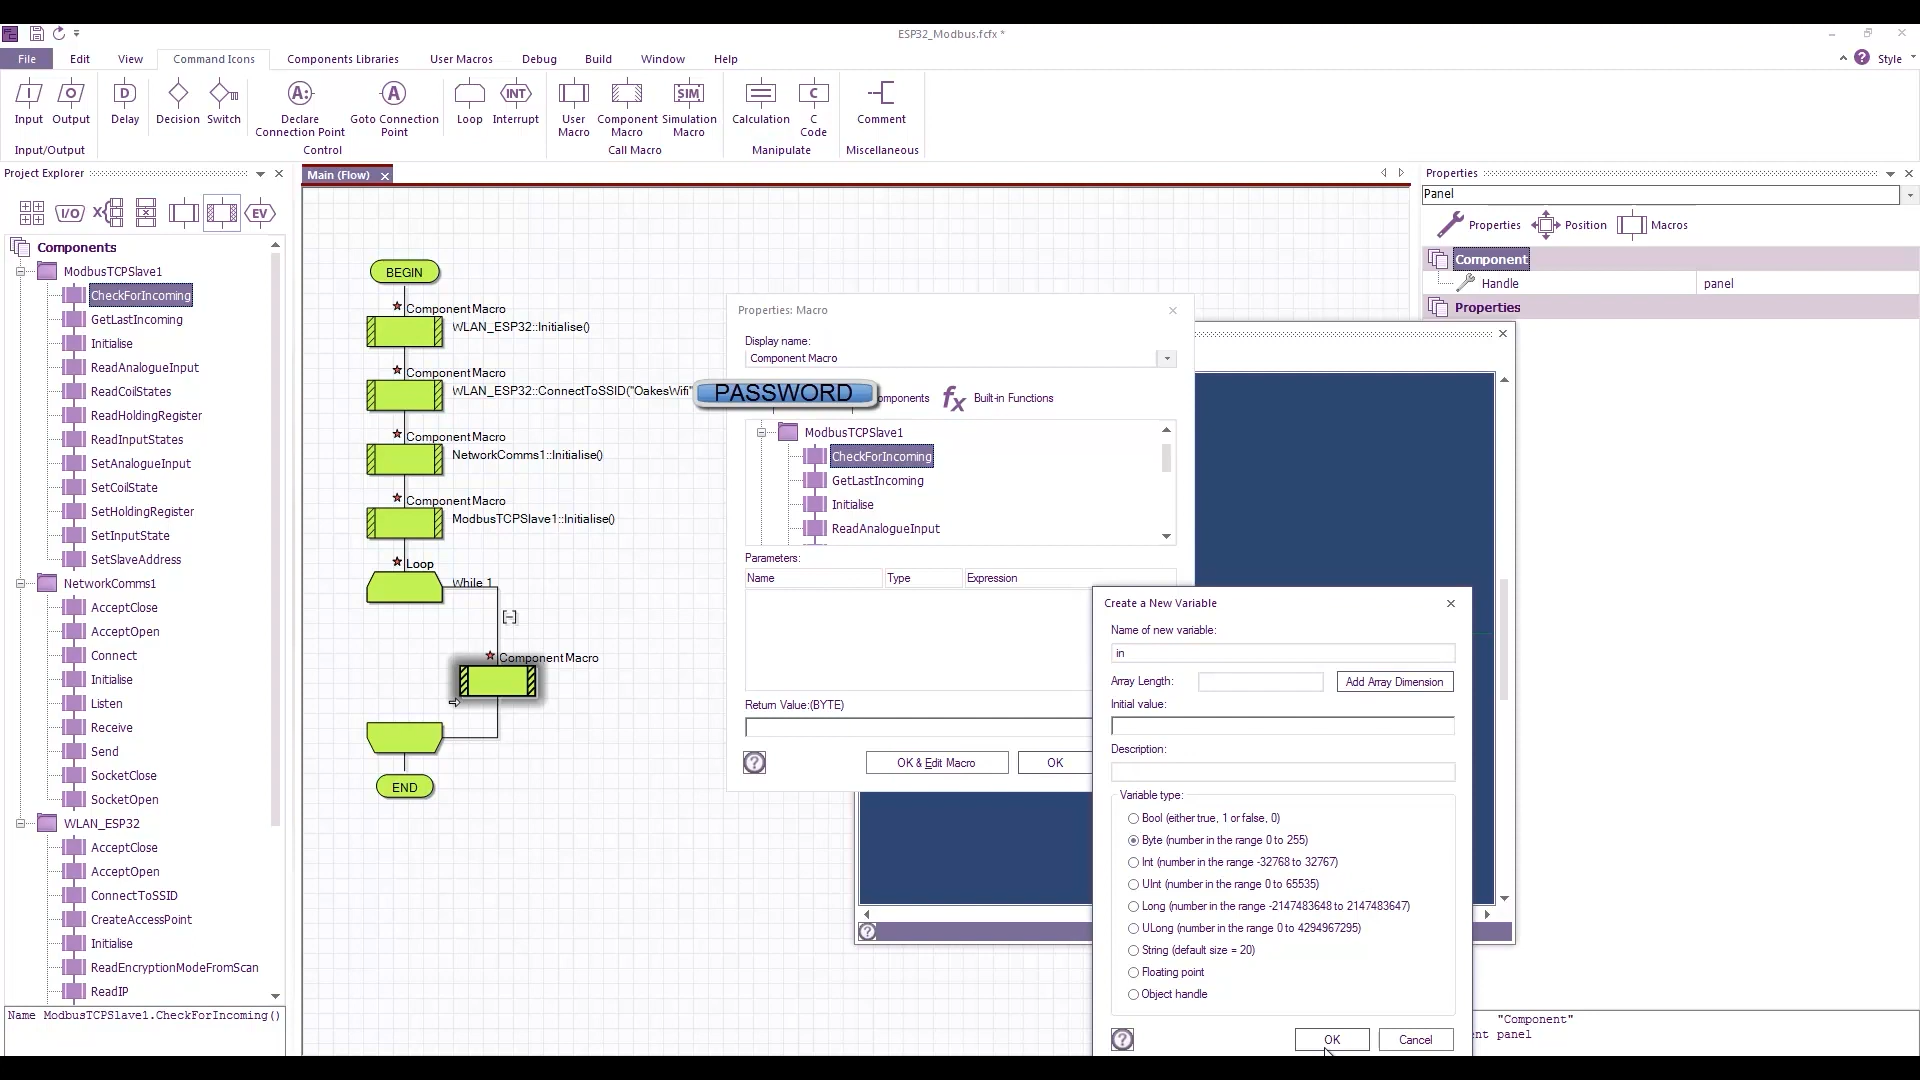 ESP32_Modbus.fcfx *
File Edit View Command Icons Components Libraries User Macros Debug Build Window Help Style
I O D A: A INT SIM C
Input Output Delay Decision Switch Declare Connection Point Goto Connection Point Loop Interrupt User Macro Component Macro Simulation Macro Calculation C Code Comment
Input/Output Control Call Macro Manipulate Miscellaneous
Project Explorer
I/O X EV
Components
ModbusTCPSlave1
CheckForIncoming
GetLastIncoming
Initialise
ReadAnalogueInput
ReadCoilStates
ReadHoldingRegister
ReadInputStates
SetAnalogueInput
SetCoilState
SetHoldingRegister
SetInputState
SetSlaveAddress
NetworkComms1
AcceptClose
AcceptOpen
Connect
Initialise
Listen
Receive
Send
SocketClose
SocketOpen
WLAN_ESP32
AcceptClose
AcceptOpen
ConnectToSSID
CreateAccessPoint
Initialise
ReadEncryptionModeFromScan
ReadIP
Name ModbusTCPSlave1.CheckForIncoming()
Main (Flow)
BEGIN
Component Macro
WLAN_ESP32::Initialise()
Component Macro
WLAN_ESP32::ConnectToSSID("OakesWifi"
PASSWORD
Component Macro
NetworkComms1::Initialise()
Component Macro
ModbusTCPSlave1::Initialise()
Loop
While 1
Component Macro
END
Properties: Macro
Display name:
Component Macro
omponents
fx Built-in Functions
ModbusTCPSlave1
CheckForIncoming
GetLastIncoming
Initialise
ReadAnalogueInput
Parameters:
Name Type Expression
Return Value:(BYTE)
? OK & Edit Macro OK
Create a New Variable
Name of new variable:
in
Array Length: Add Array Dimension
Initial value:
Description:
Variable type:
Bool (either true, 1 or false, 0)
Byte (number in the range 0 to 255)
Int (number in the range -32768 to 32767)
UInt (number in the range 0 to 65535)
Long (number in the range -2147483648 to 2147483647)
ULong (number in the range 0 to 4294967295)
String (default size = 20)
Floating point
Object handle
? OK Cancel
Properties
Panel
Properties Position Macros
Component
Handle panel
Properties
"Component"
nt panel